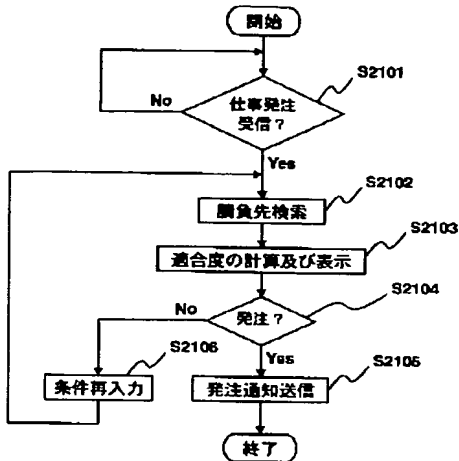 開始
S2101
No
仕事発注
受信？
Yes
S2102
請負先検索
S2103
適合度の計算及び表示
S2104
No
発注？
S2106
Yes
S2105
条件再入力
発注通知送信
終了